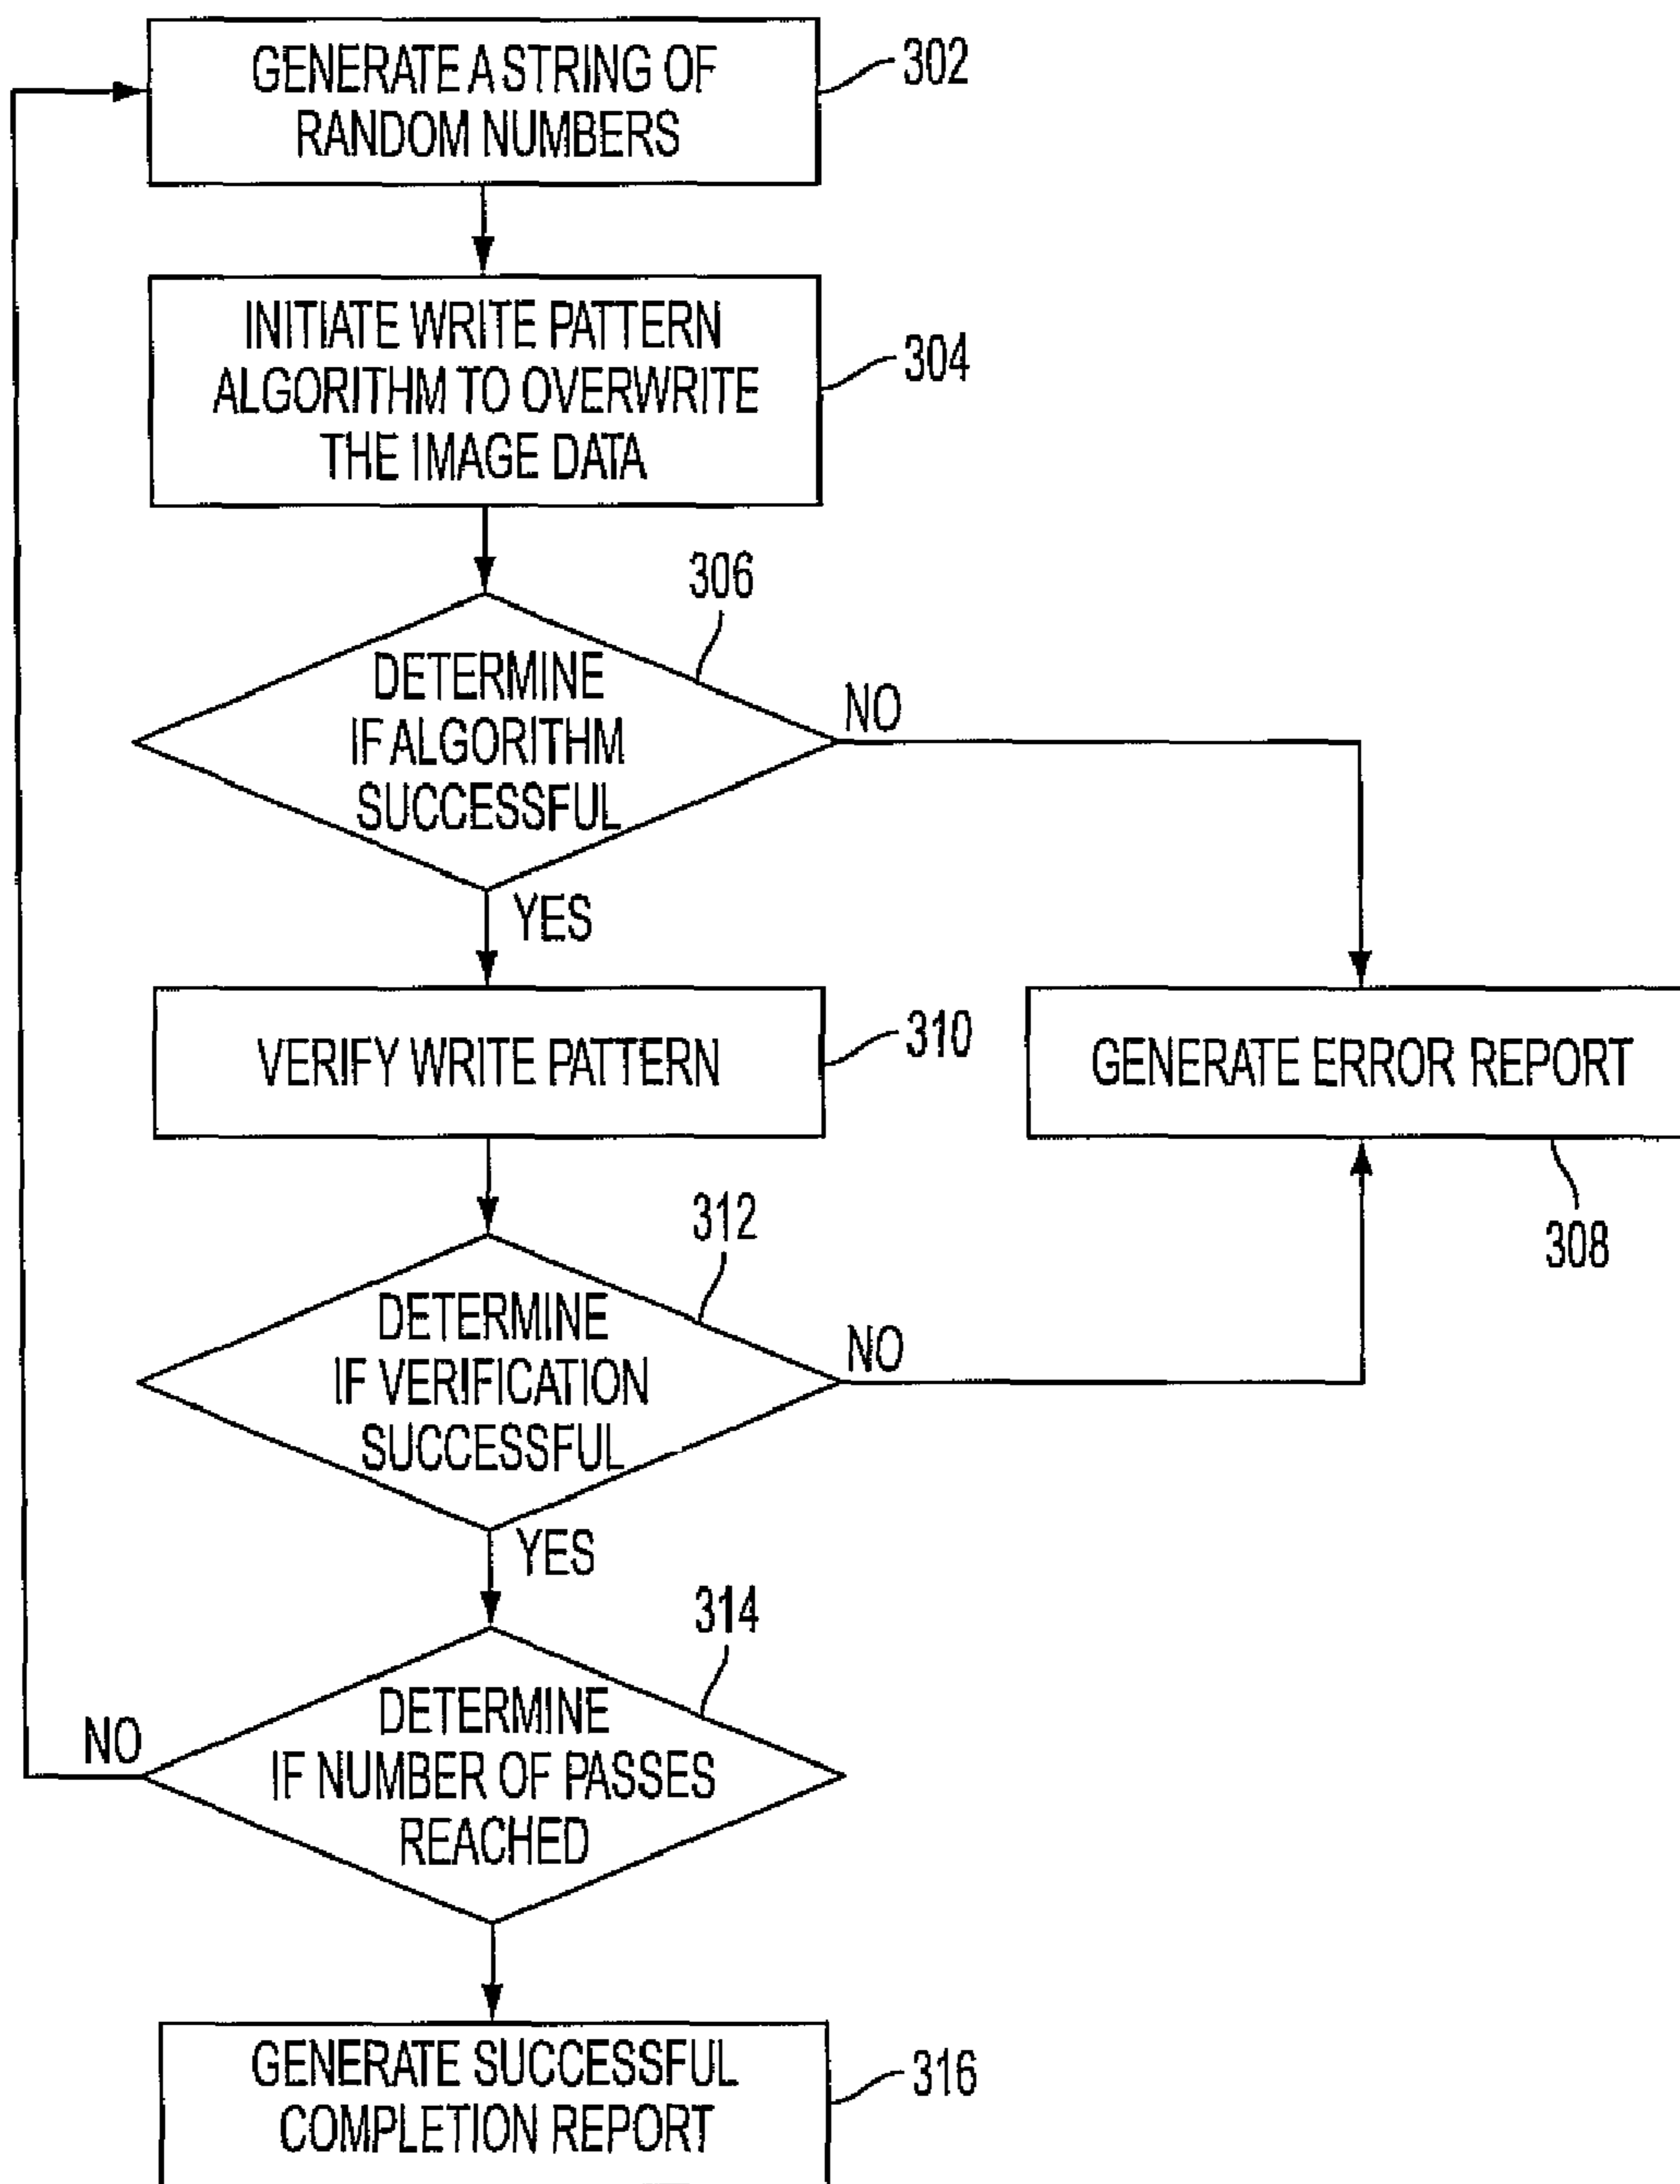 GENERATE A STRING OF
RANDOM NUMBERS
302
INITIATE WRITE PATTERN
ALGORITHM TO OVERWRITE
THE IMAGE DATA
304
306
DETERMINE
IF ALGORITHM
SUCCESSFUL
NO
YES
VERIFY WRITE PATTERN
310
GENERATE ERROR REPORT
308
312
DETERMINE
IF VERIFICATION
SUCCESSFUL
NO
YES
314
DETERMINE
IF NUMBER OF PASSES
REACHED
NO
GENERATE SUCCESSFUL
COMPLETION REPORT
316